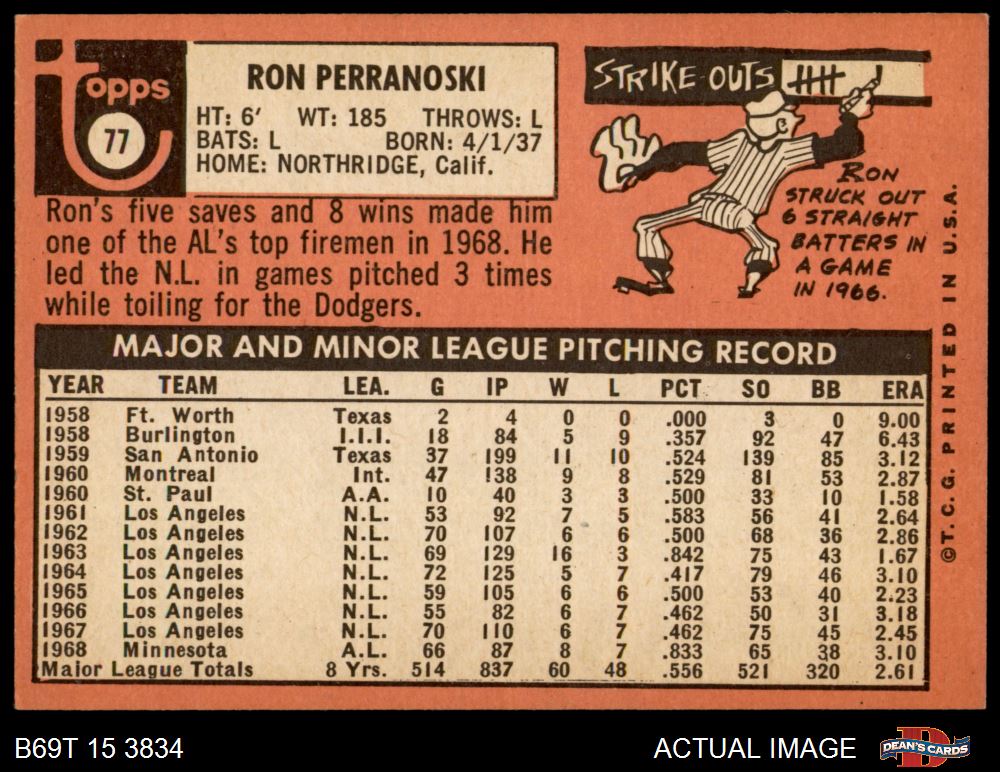 Topps
77
RON PERRANOSKI
HT: 6' WT: 185 THROWS: L
BATS: L BORN: 4/1/37
HOME: NORTHRIDGE, Calif.
Ron's five saves and 8 wins made him
one of the AL's top firemen in 1968. He
led the N.L. in games pitched 3 times
while toiling for the Dodgers.
STRIKE-OUTS
RON
STRUCK OUT
6 STRAIGHT
BATTERS IN
A GAME
IN 1966.
©T.C.G. PRINTED IN U.S.A.
MAJOR AND MINOR LEAGUE PITCHING RECORD
YEAR TEAM LEA. G IP W L PCT SO BB ERA
1958 Ft. Worth Texas 2 4 0 0 .000 3 0 9.00
1958 Burlington I.I.I. 18 84 5 9 .357 92 47 6.43
1959 San Antonio Texas 37 199 11 10 .524 139 85 3.12
1960 Montreal Int. 47 138 9 8 .529 81 53 2.87
1960 St. Paul A.A. 10 40 3 3 .500 33 10 1.58
1961 Los Angeles N.L. 53 92 7 5 .583 56 41 2.64
1962 Los Angeles N.L. 70 107 6 6 .500 68 36 2.86
1963 Los Angeles N.L. 69 129 16 3 .842 75 43 1.67
1964 Los Angeles N.L. 72 125 5 7 .417 79 46 3.10
1965 Los Angeles N.L. 59 105 6 6 .500 53 40 2.23
1966 Los Angeles N.L. 55 82 6 7 .462 50 31 3.18
1967 Los Angeles N.L. 70 110 6 7 .462 75 45 2.45
1968 Minnesota A.L. 66 87 8 7 .833 65 38 3.10
Major League Totals 8 Yrs. 514 837 60 48 .556 521 320 2.61
B69T 15 3834
ACTUAL IMAGE
DEAN'S CARDS